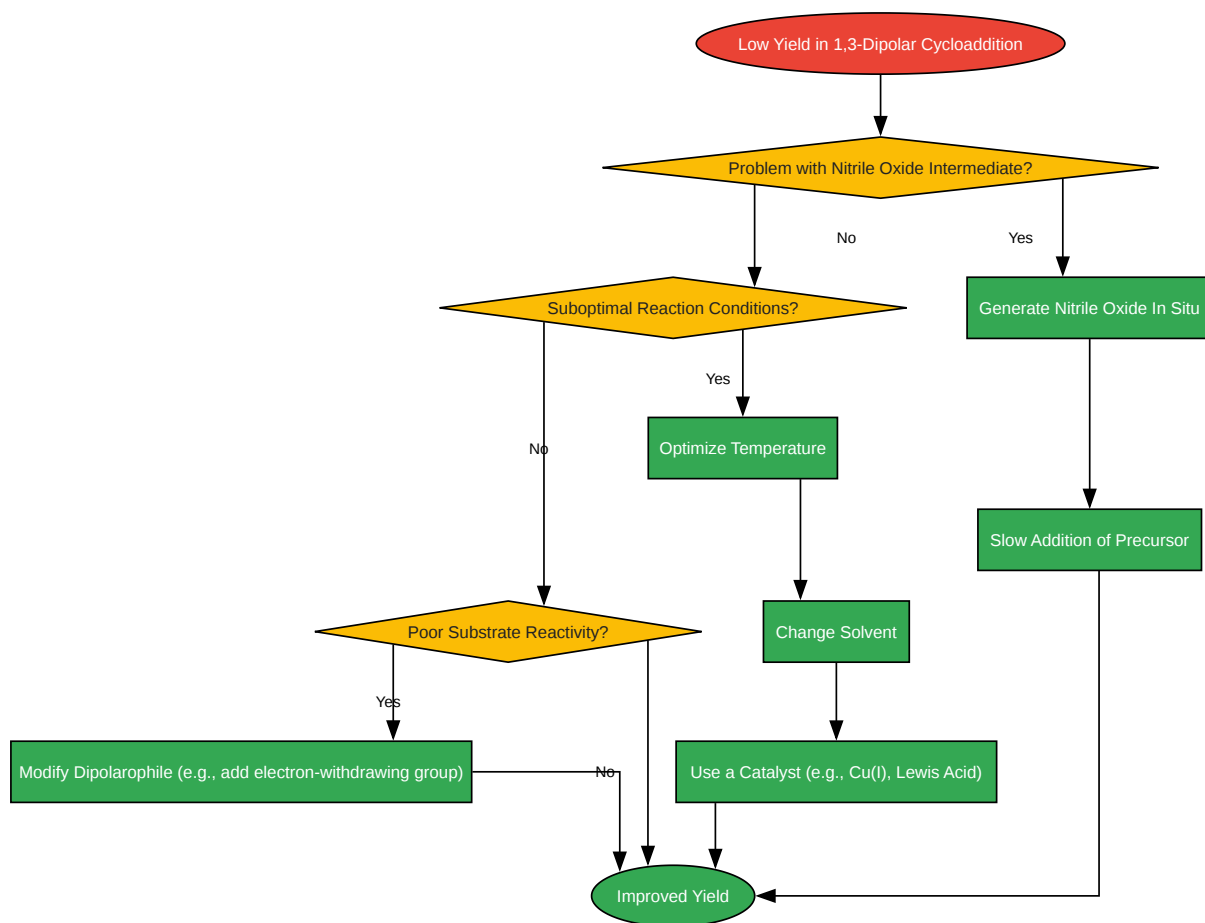 Low Yield in 1,3-Dipolar Cycloaddition
Problem with Nitrile Oxide Intermediate?
No
Yes
Suboptimal Reaction Conditions?
Generate Nitrile Oxide In Situ
Yes
No
Optimize Temperature
Slow Addition of Precursor
Poor Substrate Reactivity?
Change Solvent
Yes
Modify Dipolarophile (e.g., add electron-withdrawing group)
No
Use a Catalyst (e.g., Cu(I), Lewis Acid)
Improved Yield